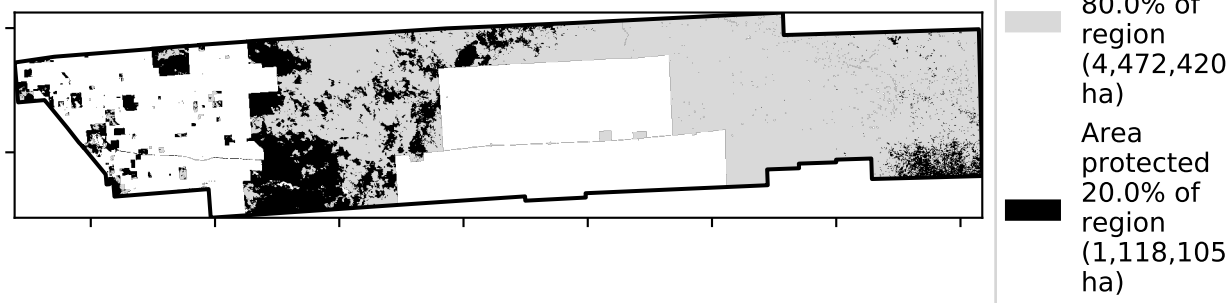 80.0% of
region
(4,472,420
ha)
Area
protected
20.0% of
region
(1,118,105
ha)